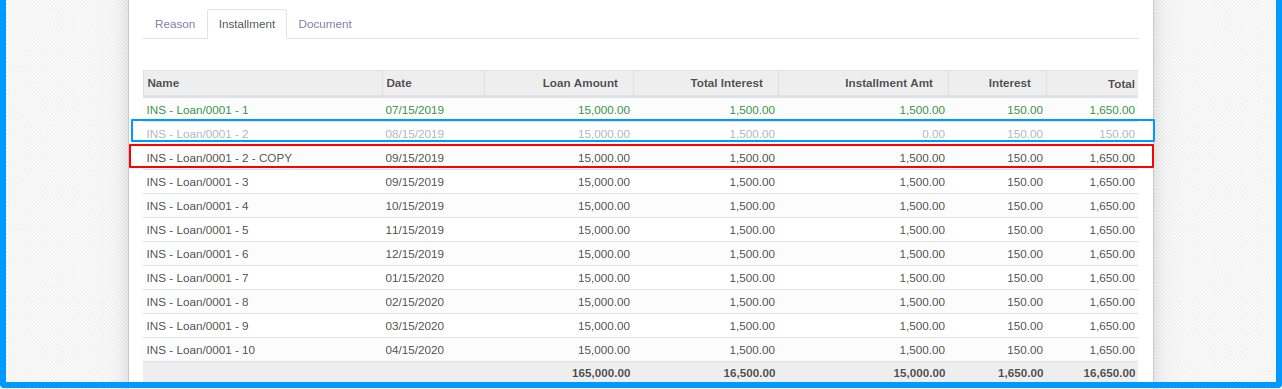 Reason Installment Document
Name Date Loan Amount Total Interest Installment Amt Interest Total
INS - Loan/0001 - 1 07/15/2019 15,000.00 1,500.00 1,500.00 150.00 1,650.00
INS - Loan/0001 - 2 08/15/2019 15,000.00 1,500.00 0.00 150.00 150.00
INS - Loan/0001 - 2 - COPY 09/15/2019 15,000.00 1,500.00 1,500.00 150.00 1,650.00
INS - Loan/0001 - 3 09/15/2019 15,000.00 1,500.00 1,500.00 150.00 1,650.00
INS - Loan/0001 - 4 10/15/2019 15,000.00 1,500.00 1,500.00 150.00 1,650.00
INS - Loan/0001 - 5 11/15/2019 15,000.00 1,500.00 1,500.00 150.00 1,650.00
INS - Loan/0001 - 6 12/15/2019 15,000.00 1,500.00 1,500.00 150.00 1,650.00
INS - Loan/0001 - 7 01/15/2020 15,000.00 1,500.00 1,500.00 150.00 1,650.00
INS - Loan/0001 - 8 02/15/2020 15,000.00 1,500.00 1,500.00 150.00 1,650.00
INS - Loan/0001 - 9 03/15/2020 15,000.00 1,500.00 1,500.00 150.00 1,650.00
INS - Loan/0001 - 10 04/15/2020 15,000.00 1,500.00 1,500.00 150.00 1,650.00
165,000.00 16,500.00 15,000.00 1,650.00 16,650.00